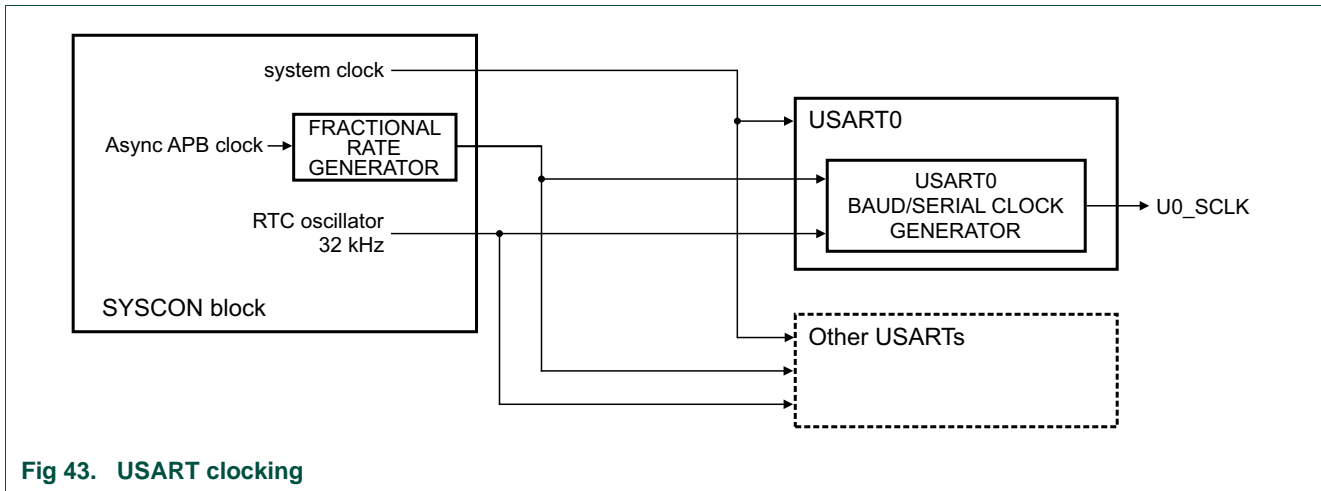 system clock
Async APB clock
FRACTIONAL
RATE
GENERATOR
RTC oscillator
32 kHz
SYSCON block
USART0
USART0
BAUD/SERIAL CLOCK
GENERATOR
U0_SCLK
Other USARTs
Fig 43. USART clocking